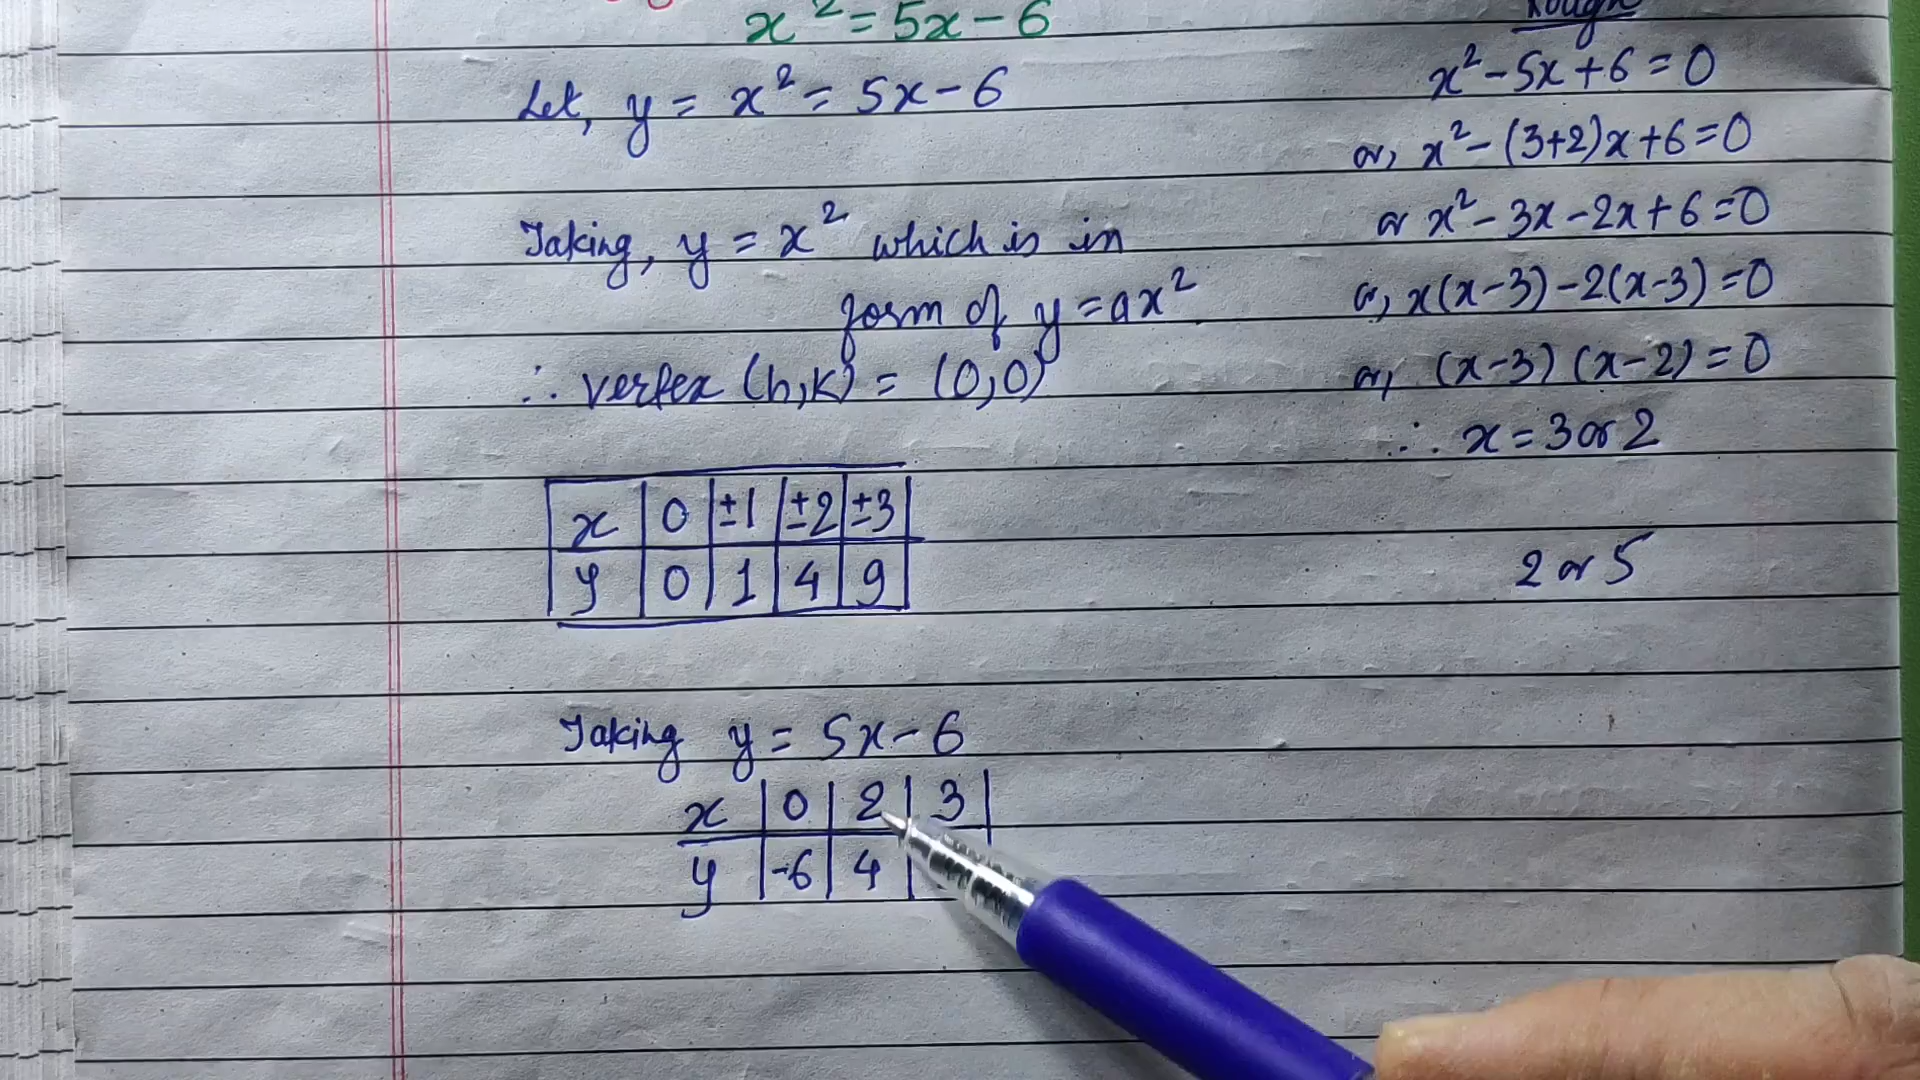 x² = 5x - 6
Let, y = x² = 5x - 6
Taking, y = x² which is in
form of y = ax²
∴ vertex (h,k) = (0,0)
x | 0 | ±1 | ±2 | ±3
y | 0 | 1 | 4 | 9
Taking y = 5x - 6
x | 0 | 2 | 3
y | -6 | 4
Rough
x² - 5x + 6 = 0
or, x² - (3+2)x + 6 = 0
or x² - 3x - 2x + 6 = 0
or, x(x-3) - 2(x-3) = 0
or, (x-3) (x-2) = 0
∴ x = 3 or 2
2 or 5